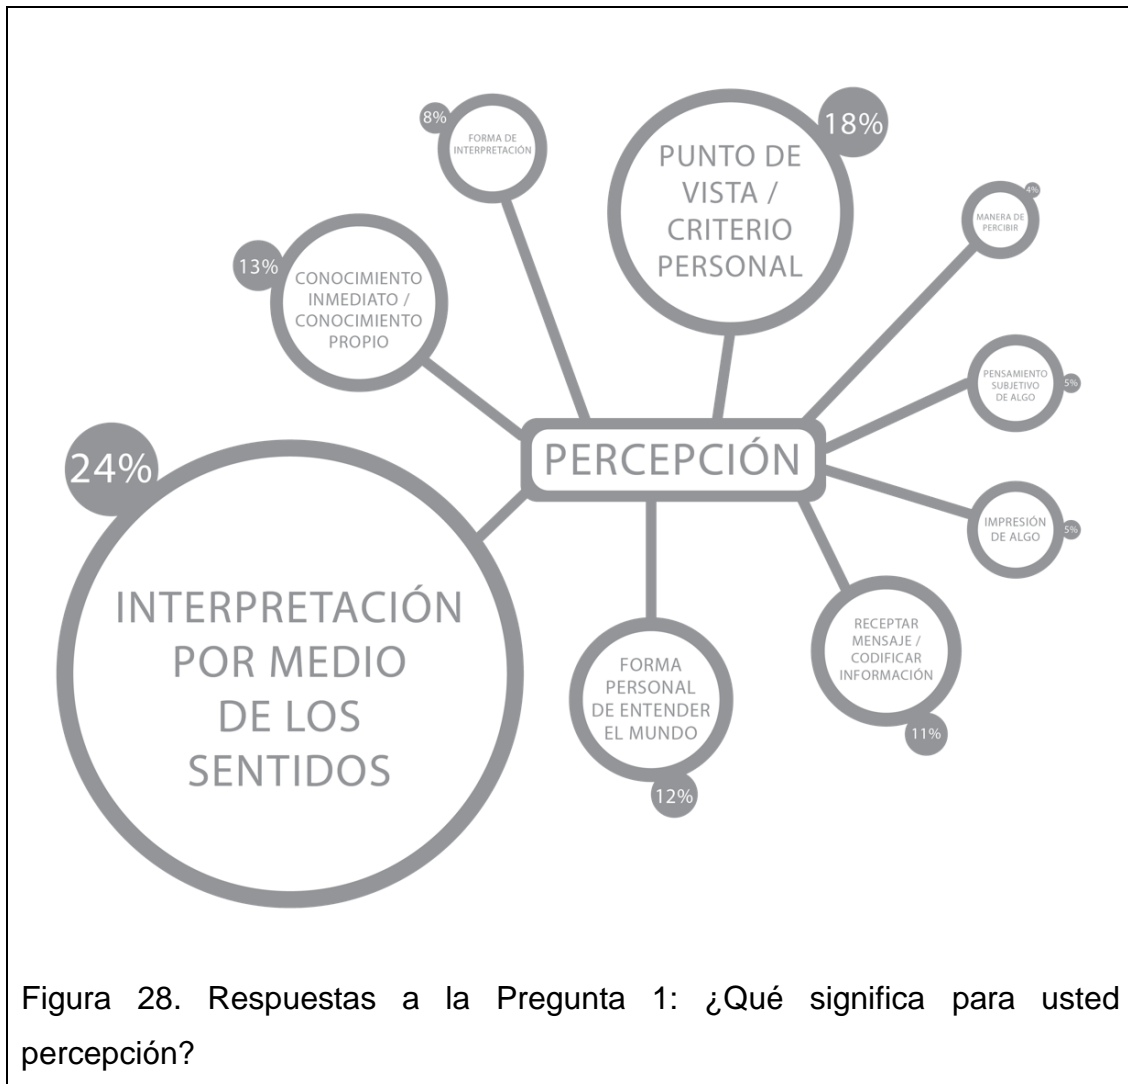 8%
FORMA DE
INTERPRETACIÓN
18%
PUNTO DE
VISTA /
CRITERIO
PERSONAL
4%
MANERA DE
PERCIBIR
13%
CONOCIMIENTO
INMEDIATO /
CONOCIMIENTO
PROPIO
PENSAMIENTO
SUBJETIVO
DE ALGO
5%
24%
PERCEPCIÓN
IMPRESIÓN
DE ALGO
5%
INTERPRETACIÓN
POR MEDIO
DE LOS
SENTIDOS
FORMA
PERSONAL
DE ENTENDER
EL MUNDO
12%
RECEPTAR
MENSAJE /
CODIFICAR
INFORMACIÓN
11%
Figura 28. Respuestas a la Pregunta 1: ¿Qué significa para usted
percepción?